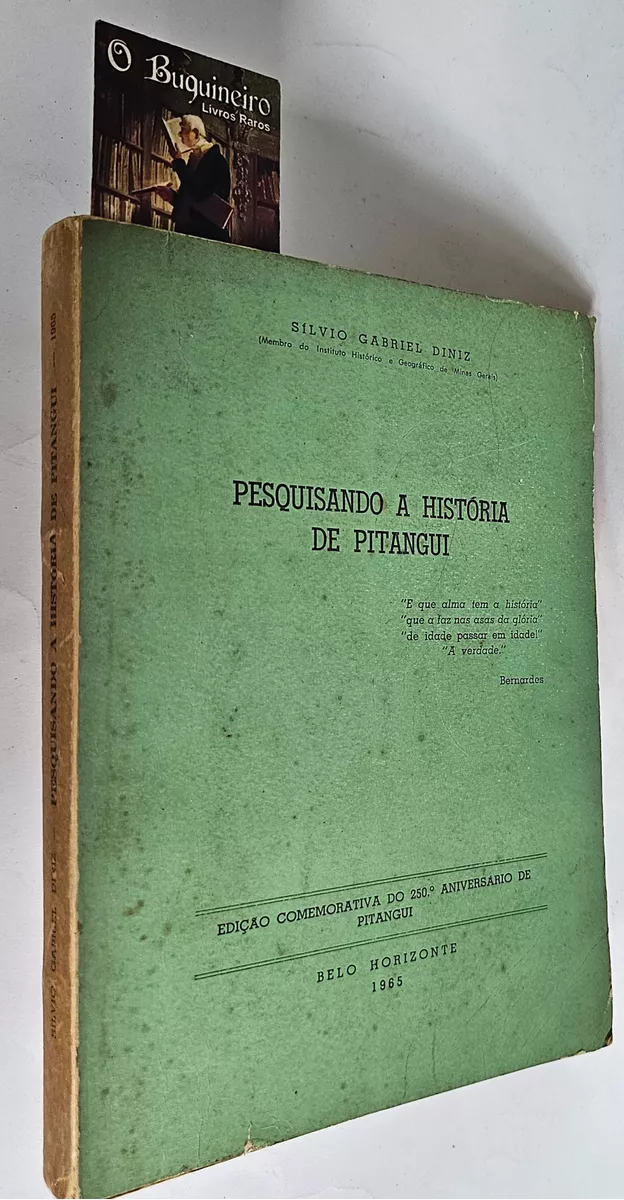 O Buquineiro
Livros Raros
SÍLVIO GABRIEL DINIZ
(Membro do Instituto Histórico e Geográfico de Minas Gerais)
PESQUISANDO A HISTÓRIA
DE PITANGUI
"E que alma tem a história"
"que a faz nas asas da glória"
"de idade passar em idade!"
"A verdade."
Bernardes
EDIÇÃO COMEMORATIVA DO 250.º ANIVERSÁRIO DE
PITANGUI
BELO HORIZONTE
1965
SILVIO GABRIEL DINIZ — PESQUISANDO A HISTÓRIA DE PITANGUI — 1965